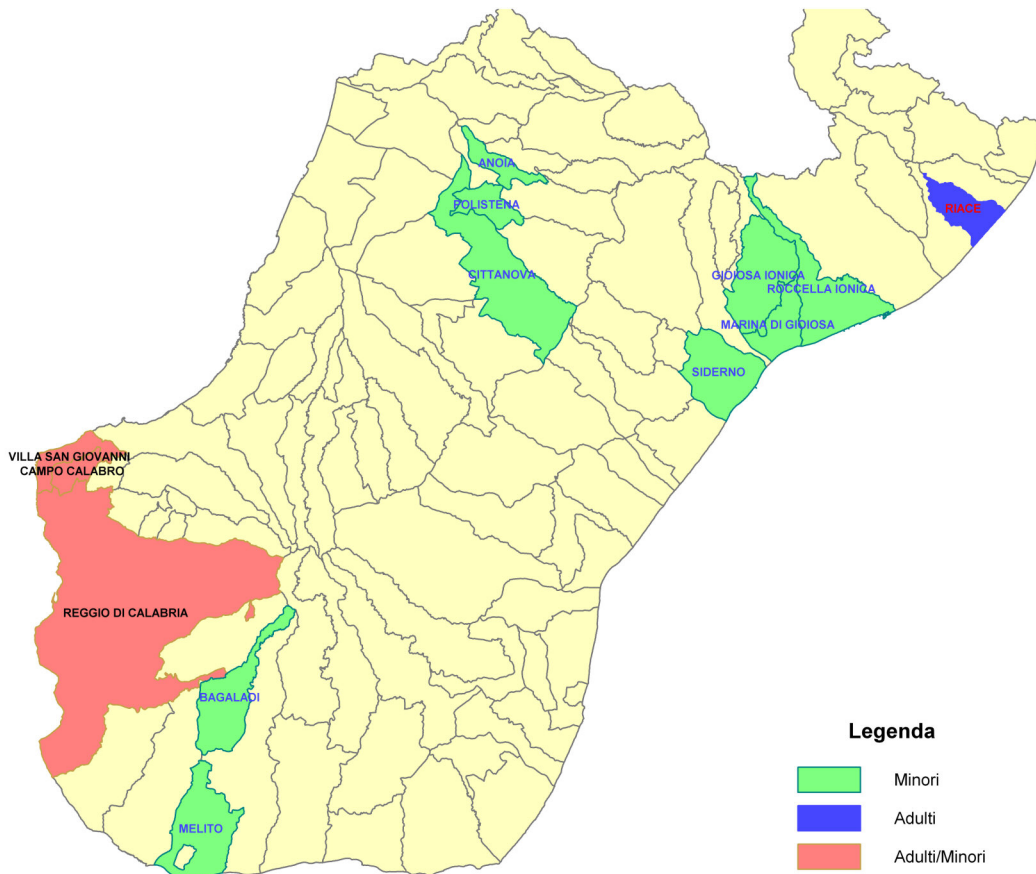 ANOIA
POLISTENA
CITTANOVA
RIACE
GIOIOSA IONICA
ROCCELLA IONICA
MARINA DI GIOIOSA
SIDERNO
VILLA SAN GIOVANNI
CAMPO CALABRO
REGGIO DI CALABRIA
BAGALADI
MELITO
Legenda
Minori
Adulti
Adulti/Minori